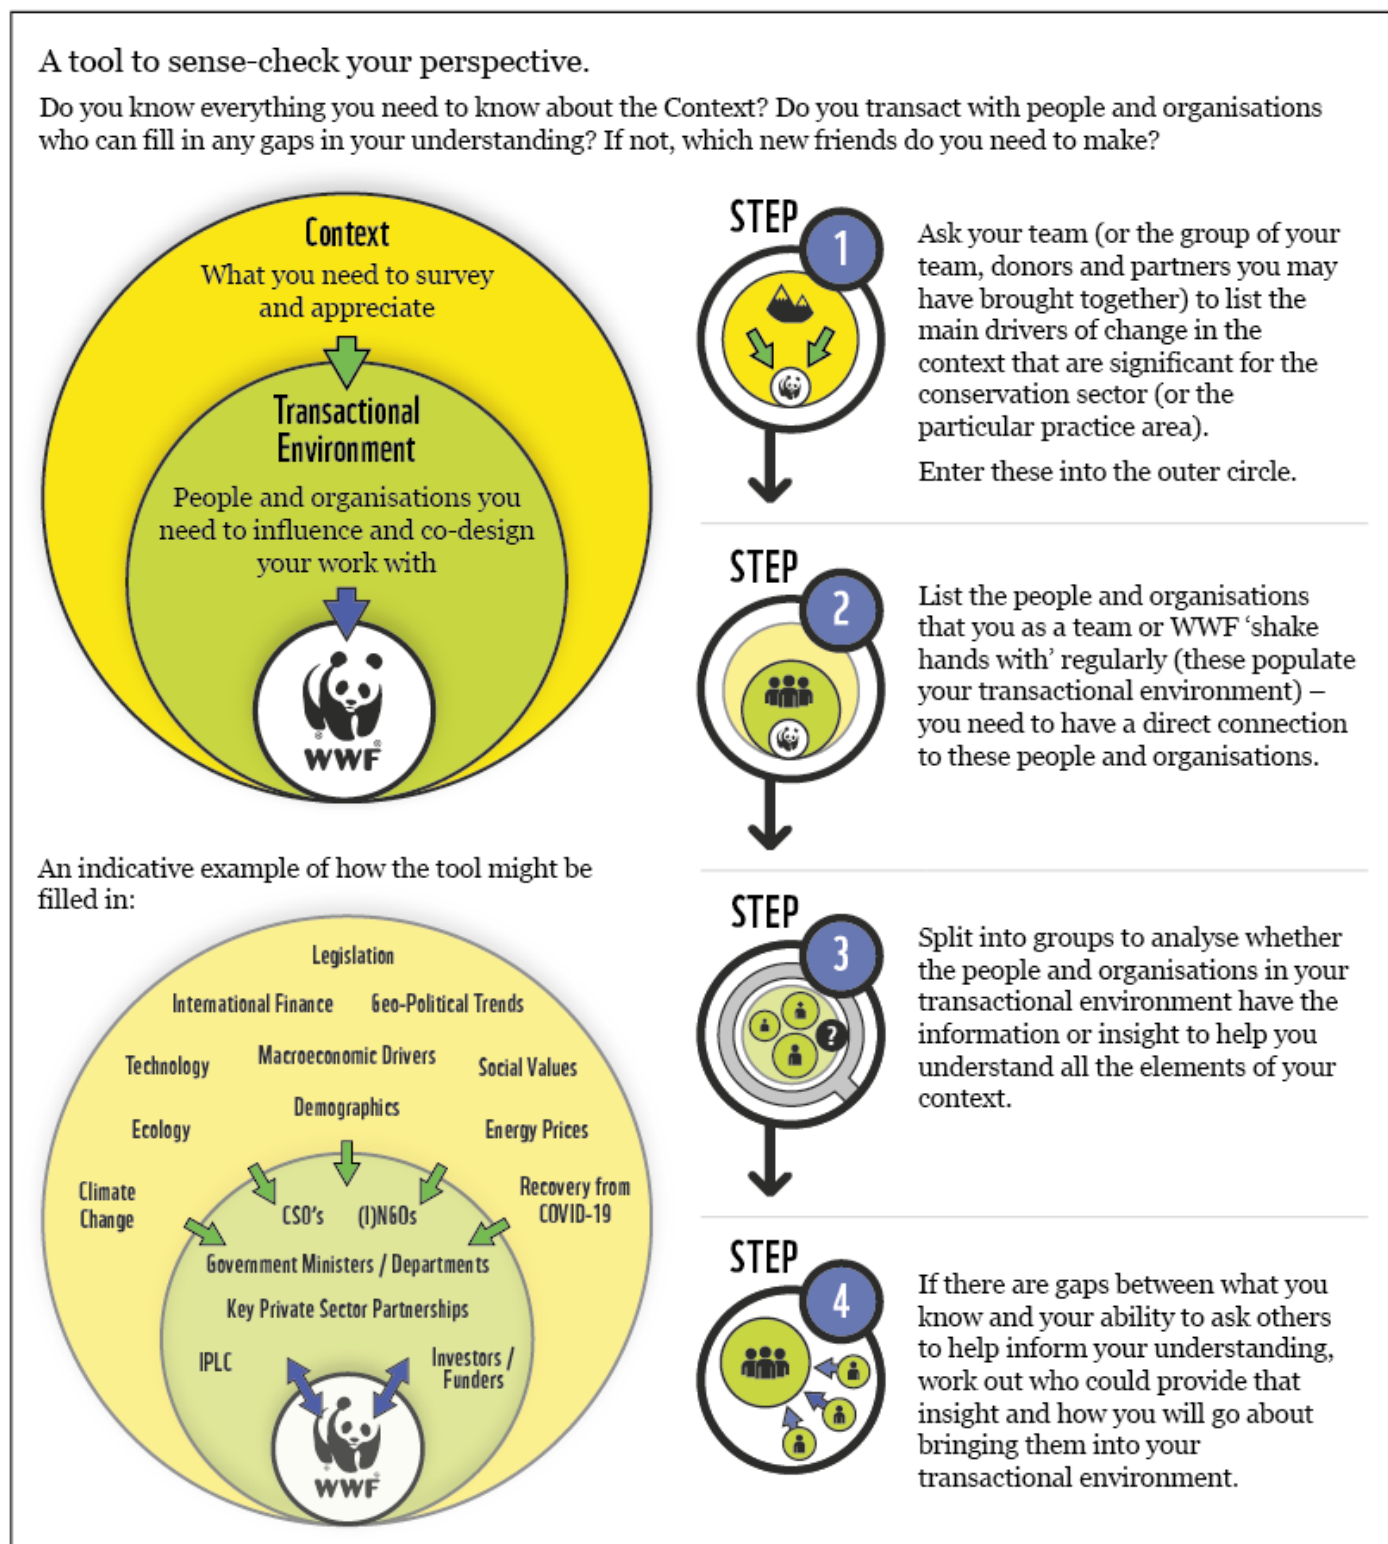 A tool to sense-check your perspective.
Do you know everything you need to know about the Context? Do you transact with people and organisations
who can fill in any gaps in your understanding? If not, which new friends do you need to make?
Context
What you need to survey
and appreciate
Transactional
Environment
People and organisations you
need to influence and co-design
your work with
WWF
®
®
An indicative example of how the tool might be
filled in:
Legislation
International Finance
Geo-Political Trends
Technology
Macroeconomic Drivers
Social Values
Demographics
Ecology
Energy Prices
Climate
Change
Recovery from
COVID-19
CSO's
(I)NGOs
Government Ministers / Departments
Key Private Sector Partnerships
IPLC
Investors /
Funders
WWF
STEP
1
Ask your team (or the group of your
team, donors and partners you may
have brought together) to list the
main drivers of change in the
context that are significant for the
conservation sector (or the
particular practice area).
Enter these into the outer circle.
STEP
2
List the people and organisations
that you as a team or WWF ‘shake
hands with’ regularly (these populate
your transactional environment) –
you need to have a direct connection
to these people and organisations.
STEP
3
?
Split into groups to analyse whether
the people and organisations in your
transactional environment have the
information or insight to help you
understand all the elements of your
context.
STEP
4
If there are gaps between what you
know and your ability to ask others
to help inform your understanding,
work out who could provide that
insight and how you will go about
bringing them into your
transactional environment.